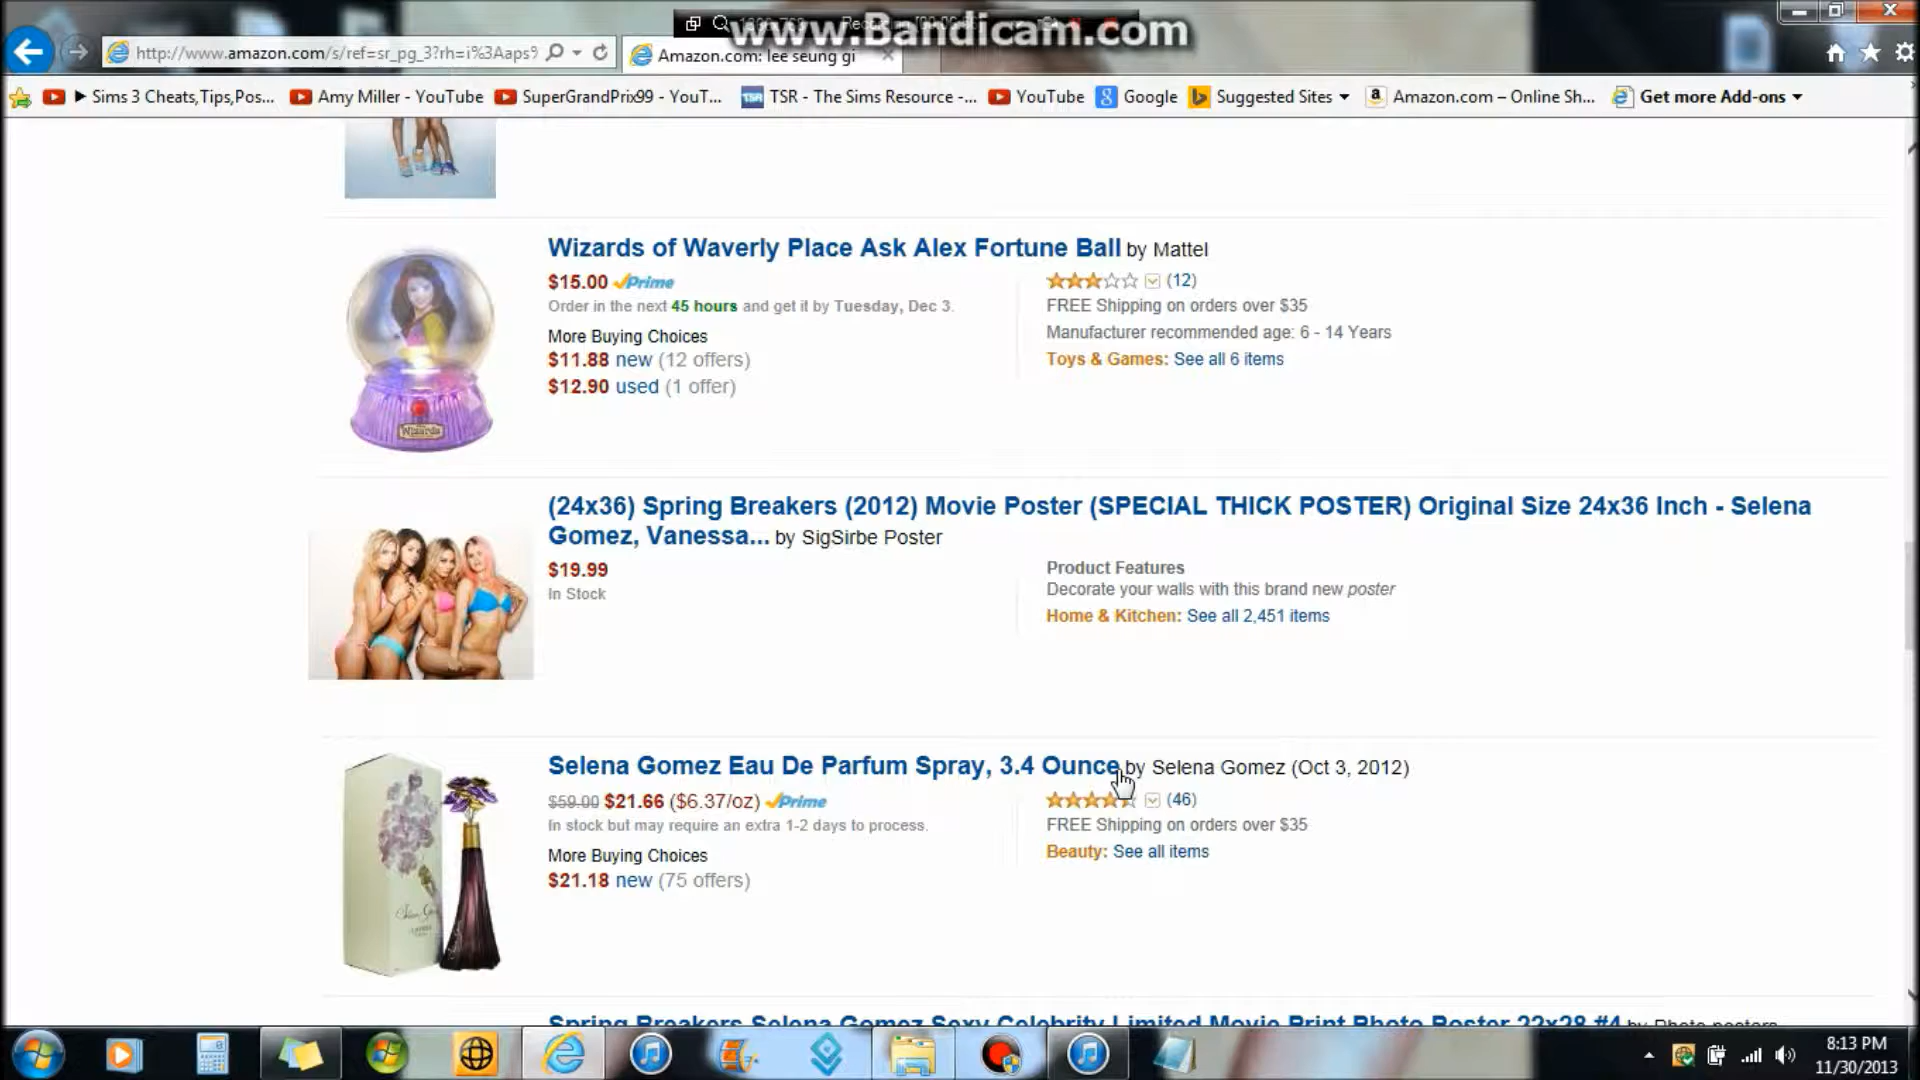 www.Bandicam.com
http://www.amazon.com/s/ref=sr_pg_3?rh=i%3Aaps%
Amazon.com: lee seung gi
Sims 3 Cheats,Tips,Pos...
Amy Miller - YouTube
SuperGrandPrix99 - YouT...
TSR - The Sims Resource -...
YouTube
Google
Suggested Sites
Amazon.com – Online Sh...
Get more Add-ons
Wizards of Waverly Place Ask Alex Fortune Ball by Mattel
$15.00 Prime
Order in the next 45 hours and get it by Tuesday, Dec 3.
More Buying Choices
$11.88 new (12 offers)
$12.90 used (1 offer)
(12)
FREE Shipping on orders over $35
Manufacturer recommended age: 6 - 14 Years
Toys & Games: See all 6 items
Wizards
(24x36) Spring Breakers (2012) Movie Poster (SPECIAL THICK POSTER) Original Size 24x36 Inch - Selena
Gomez, Vanessa... by SigSirbe Poster
$19.99
In Stock
Product Features
Decorate your walls with this brand new poster
Home & Kitchen: See all 2,451 items
Selena Gomez Eau De Parfum Spray, 3.4 Ounce by Selena Gomez (Oct 3, 2012)
$59.00 $21.66 ($6.37/oz) Prime
In stock but may require an extra 1-2 days to process.
More Buying Choices
$21.18 new (75 offers)
(46)
FREE Shipping on orders over $35
Beauty: See all items
Spring Breakers Selena Gomez Sexy Celebrity Limited Movie Print Photo Poster 22x28 #4 by Photo posters
8:13 PM
11/30/2013